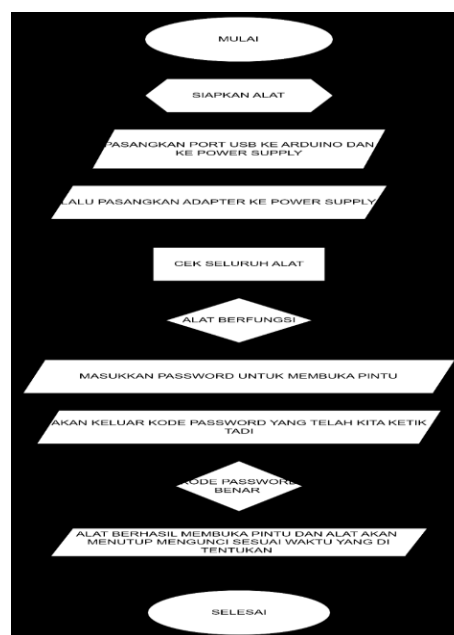 MULAI
SIAPKAN ALAT
PASANGKAN PORT USB KE ARDUINO DAN
KE POWER SUPPLY
LALU PASANGKAN ADAPTER KE POWER SUPPLY
CEK SELURUH ALAT
ALAT BERFUNGSI
MASUKKAN PASSWORD UNTUK MEMBUKA PINTU
AKAN KELUAR KODE PASSWORD YANG TELAH KITA KETIK
TADI
KODE PASSWORD
BENAR
ALAT BERHASIL MEMBUKA PINTU DAN ALAT AKAN
MENUTUP MENGUNCI SESUAI WAKTU YANG DI
TENTUKAN
SELESAI